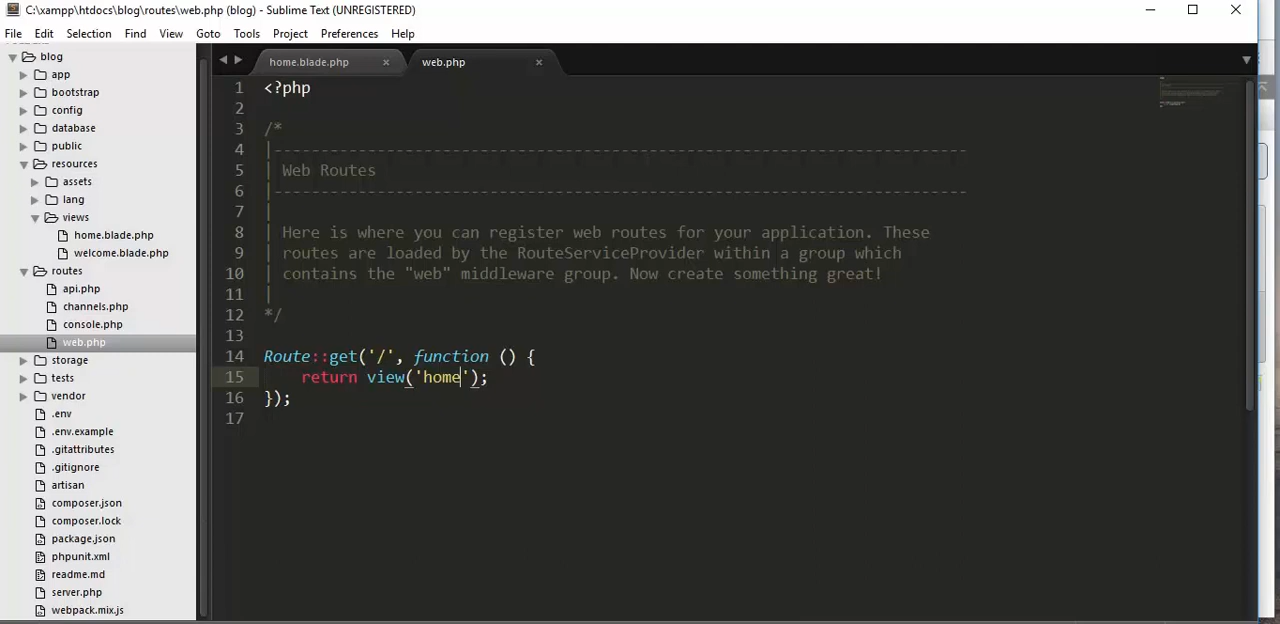 C:\xampp\htdocs\blog\routes\web.php (blog) - Sublime Text (UNREGISTERED)
File Edit Selection Find View Goto Tools Project Preferences Help
blog
app
bootstrap
config
database
public
resources
assets
lang
views
home.blade.php
welcome.blade.php
routes
api.php
channels.php
console.php
web.php
storage
tests
vendor
.env
.env.example
.gitattributes
.gitignore
artisan
composer.json
composer.lock
package.json
phpunit.xml
readme.md
server.php
webpack.mix.js
home.blade.php × web.php ×
1 <?php
2
3 /*
4 |--------------------------------------------------------------------------
5 | Web Routes
6 |--------------------------------------------------------------------------
7 |
8 | Here is where you can register web routes for your application. These
9 | routes are loaded by the RouteServiceProvider within a group which
10 | contains the "web" middleware group. Now create something great!
11 |
12 */
13
14 Route::get('/', function () {
15     return view('home');
16 });
17